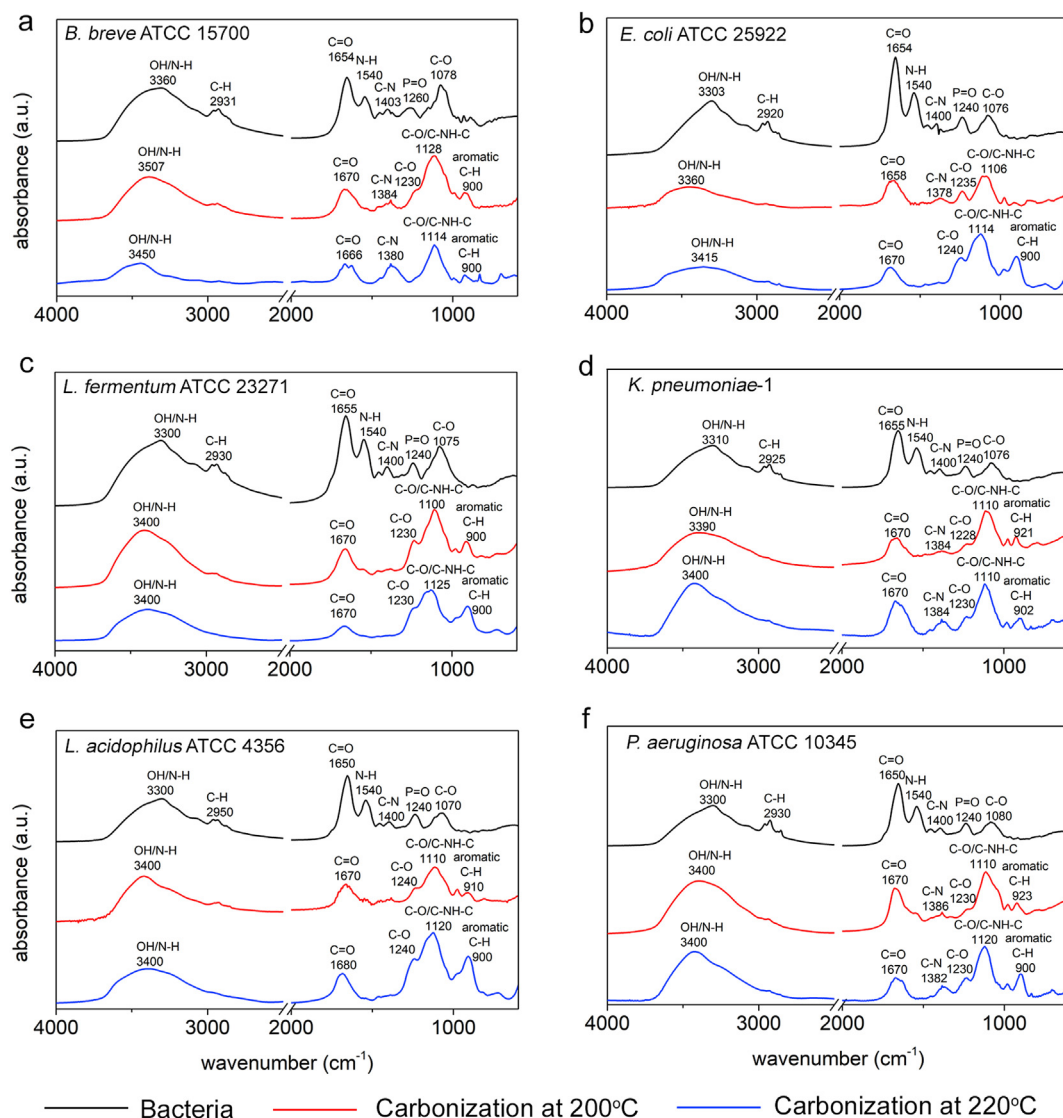 a
B. breve ATCC 15700
OH/N-H
3360
C-H
2931
C=O
1654
N-H
1540
C-N
1403
P=O
1260
C-O
1078
OH/N-H
3507
C=O
1670
C-N
1384
C-O
1230
C-O/C-NH-C
1128
aromatic
C-H
900
OH/N-H
3450
C=O
1666
C-N
1380
C-O/C-NH-C
1114
aromatic
C-H
900
4000
3000
2000
1000
absorbance (a.u.)
b
E. coli ATCC 25922
OH/N-H
3303
C-H
2920
C=O
1654
N-H
1540
C-N
1400
P=O
1240
C-O
1076
OH/N-H
3360
C=O
1658
C-N
1378
C-O
1235
C-O/C-NH-C
1106
OH/N-H
3415
C=O
1670
C-O
1240
C-O/C-NH-C
1114
aromatic
C-H
900
4000
3000
2000
1000
c
L. fermentum ATCC 23271
OH/N-H
3300
C-H
2930
C=O
1655
N-H
1540
C-N
1400
P=O
1240
C-O
1075
OH/N-H
3400
C=O
1670
C-O
1230
C-O/C-NH-C
1100
aromatic
C-H
900
OH/N-H
3400
C=O
1670
C-O
1230
C-O/C-NH-C
1125
aromatic
C-H
900
4000
3000
2000
1000
absorbance (a.u.)
d
K. pneumoniae-1
OH/N-H
3310
C-H
2925
C=O
1655
N-H
1540
C-N
1400
P=O
1240
C-O
1076
OH/N-H
3390
C=O
1670
C-N
1384
C-O
1228
C-O/C-NH-C
1110
aromatic
C-H
921
OH/N-H
3400
C=O
1670
C-N
1384
C-O
1230
C-O/C-NH-C
1110
aromatic
C-H
902
4000
3000
2000
1000
e
L. acidophilus ATCC 4356
OH/N-H
3300
C-H
2950
C=O
1650
N-H
1540
C-N
1400
P=O
1240
C-O
1070
OH/N-H
3400
C=O
1670
C-O
1240
C-O/C-NH-C
1110
aromatic
C-H
910
OH/N-H
3400
C=O
1680
C-O
1240
C-O/C-NH-C
1120
aromatic
C-H
900
4000
3000
2000
1000
absorbance (a.u.)
wavenumber (cm-1)
f
P. aeruginosa ATCC 10345
OH/N-H
3300
C-H
2930
C=O
1650
N-H
1540
C-N
1400
P=O
1240
C-O
1080
OH/N-H
3400
C=O
1670
C-N
1386
C-O
1230
C-O/C-NH-C
1110
aromatic
C-H
923
OH/N-H
3400
C=O
1670
C-N
1382
C-O
1230
C-O/C-NH-C
1120
aromatic
C-H
900
4000
3000
2000
1000
wavenumber (cm-1)
Bacteria
Carbonization at 200°C
Carbonization at 220°C